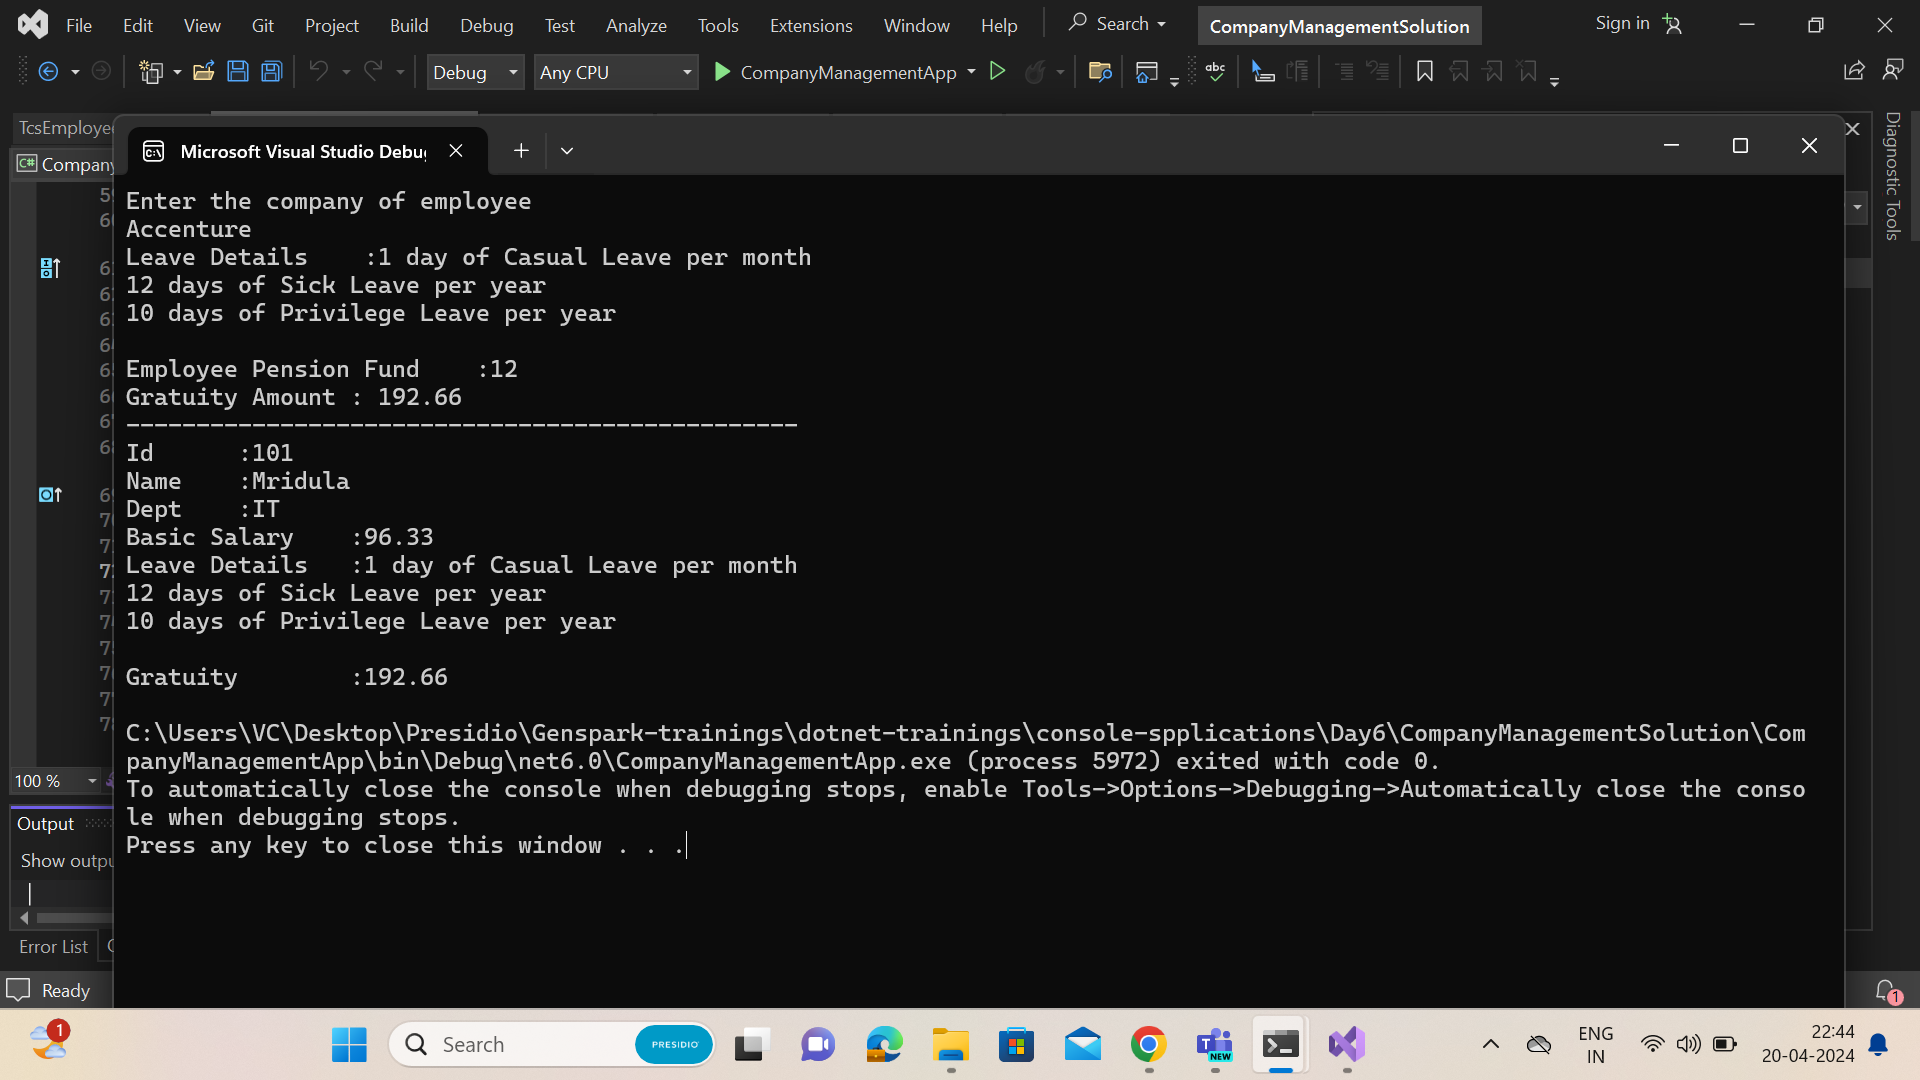 File Edit View Git Project Build Debug Test Analyze Tools Extensions Window Help Search CompanyManagementSolution Sign in
Debug Any CPU CompanyManagementApp
TcsEmploye
Microsoft Visual Studio Debu
C# Company
Diagnostic Tools
Enter the company of employee
Accenture
Leave Details    :1 day of Casual Leave per month
12 days of Sick Leave per year
10 days of Privilege Leave per year
Employee Pension Fund    :12
Gratuity Amount : 192.66
------------------------------------------------
Id      :101
Name    :Mridula
Dept    :IT
Basic Salary    :96.33
Leave Details   :1 day of Casual Leave per month
12 days of Sick Leave per year
10 days of Privilege Leave per year
Gratuity        :192.66
C:\Users\VC\Desktop\Presidio\Genspark-trainings\dotnet-trainings\console-spplications\Day6\CompanyManagementSolution\Com
panyManagementApp\bin\Debug\net6.0\CompanyManagementApp.exe (process 5972) exited with code 0.
To automatically close the console when debugging stops, enable Tools->Options->Debugging->Automatically close the conso
le when debugging stops.
Press any key to close this window . . .
100 %
Output
Show outpu
Error List
Ready
1
1
Search PRESIDIO
NEW
ENG
IN
22:44
20-04-2024